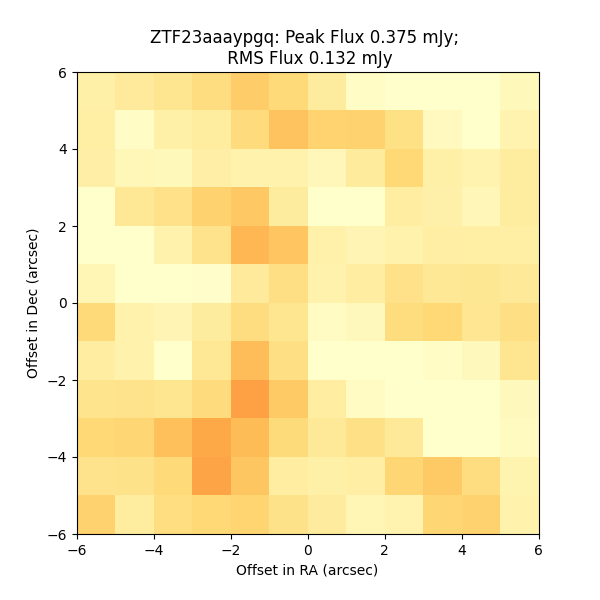 ZTF23aaaypgq: Peak Flux 0.375 mJy;
RMS Flux 0.132 mJy
6
4
2
0
−2
−4
−6
Offset in Dec (arcsec)
−6 −4 −2 0 2 4 6
Offset in RA (arcsec)